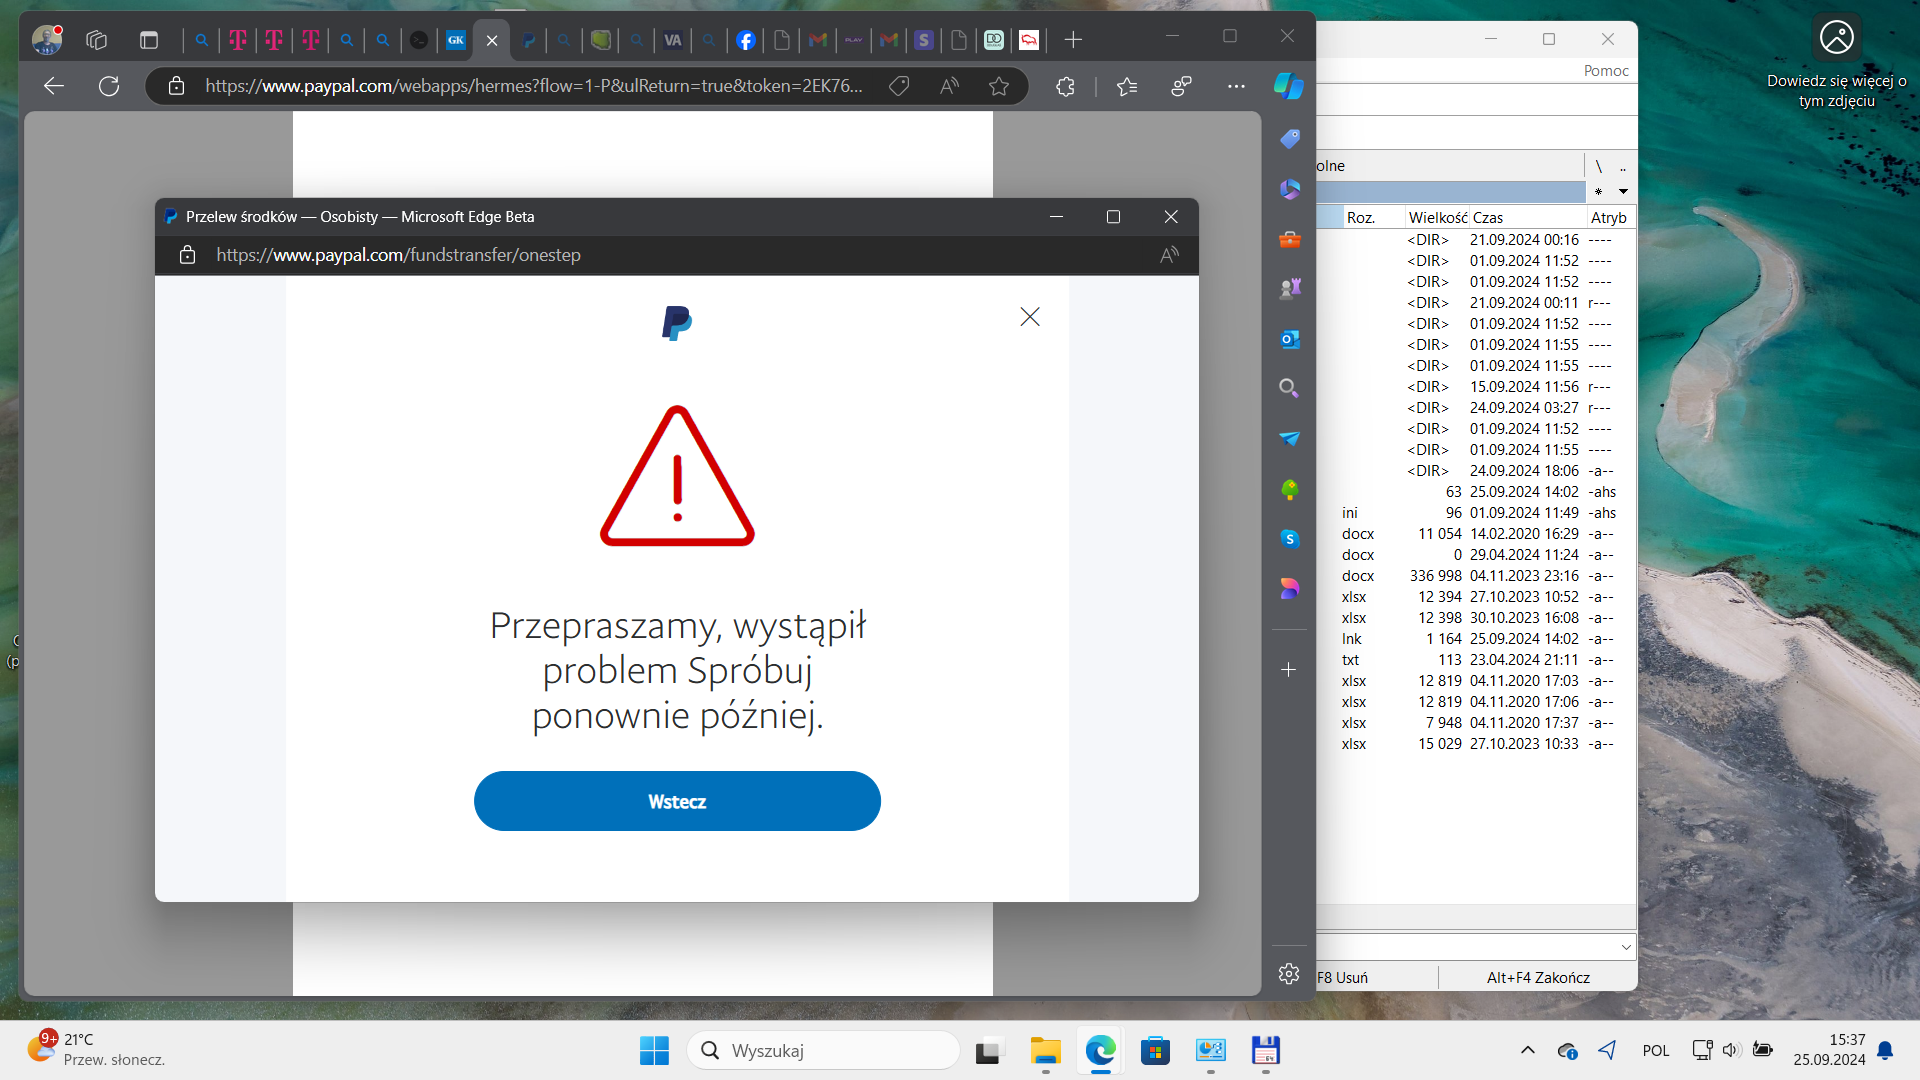 GK
VA
PLAY
S
DO
https://www.paypal.com/webapps/hermes?flow=1-P&ulReturn=true&token=2EK76...
Przelew środków — Osobisty — Microsoft Edge Beta
https://www.paypal.com/fundstransfer/onestep
Przepraszamy, wystąpił
problem Spróbuj
ponownie później.
Wstecz
Pomoc
olne
\ ..
* 
Roz. Wielkość Czas Atryb
<DIR> 21.09.2024 00:16 ----
<DIR> 01.09.2024 11:52 ----
<DIR> 01.09.2024 11:52 ----
<DIR> 21.09.2024 00:11 r---
<DIR> 01.09.2024 11:52 ----
<DIR> 01.09.2024 11:55 ----
<DIR> 01.09.2024 11:55 ----
<DIR> 15.09.2024 11:56 r---
<DIR> 24.09.2024 03:27 r---
<DIR> 01.09.2024 11:52 ----
<DIR> 01.09.2024 11:55 ----
<DIR> 24.09.2024 18:06 -a--
63 25.09.2024 14:02 -ahs
ini 96 01.09.2024 11:49 -ahs
docx 11 054 14.02.2020 16:29 -a--
docx 0 29.04.2024 11:24 -a--
docx 336 998 04.11.2023 23:16 -a--
xlsx 12 394 27.10.2023 10:52 -a--
xlsx 12 398 30.10.2023 16:08 -a--
lnk 1 164 25.09.2024 14:02 -a--
txt 113 23.04.2024 21:11 -a--
xlsx 12 819 04.11.2020 17:03 -a--
xlsx 12 819 04.11.2020 17:06 -a--
xlsx 7 948 04.11.2020 17:37 -a--
xlsx 15 029 27.10.2023 10:33 -a--
F8 Usuń
Alt+F4 Zakończ
Dowiedz się więcej o
tym zdjęciu
(p
9+
21°C
Przew. słonecz.
Wyszukaj
POL
15:37
25.09.2024